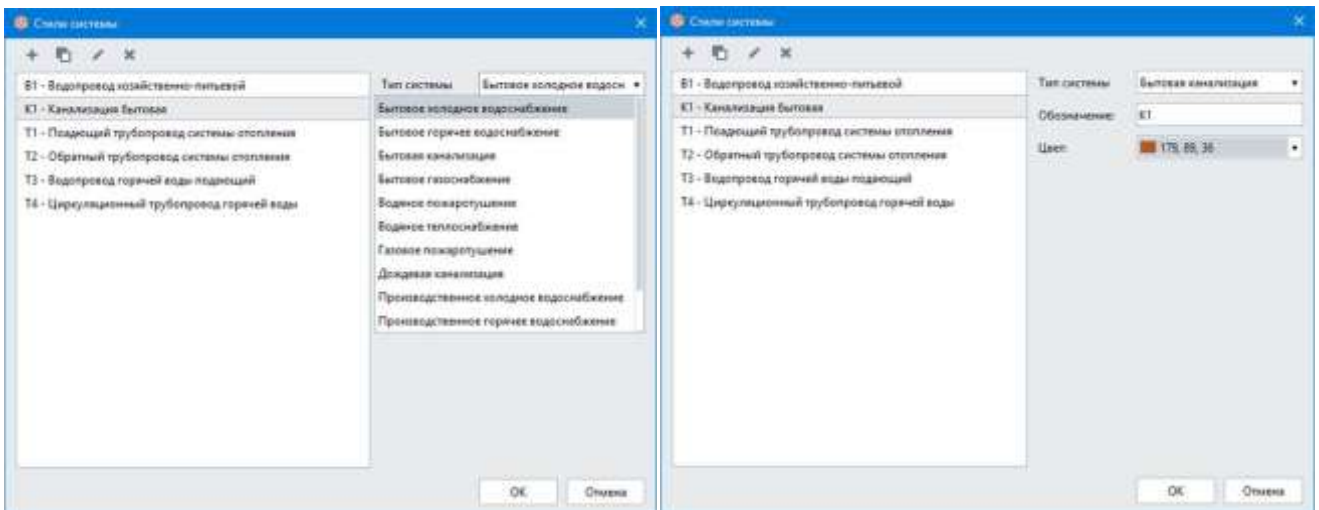 Стили системы
В1 - Водопровод хозяйственно-питьевой
К1 - Канализация бытовая
Т1 - Подающий трубопровод системы отопления
Т2 - Обратный трубопровод системы отопления
Т3 - Водопровод горячей воды подающий
Т4 - Циркуляционный трубопровод горячей воды
Тип системы Бытовое холодное водосн
Бытовое холодное водоснабжение
Бытовое горячее водоснабжение
Бытовая канализация
Бытовое газоснабжение
Водяное пожаротушение
Водяное теплоснабжение
Газовое пожаротушение
Дождевая канализация
Производственное холодное водоснабжение
Производственное горячее водоснабжение
ОК Отмена
Стили системы
В1 - Водопровод хозяйственно-питьевой
К1 - Канализация бытовая
Т1 - Подающий трубопровод системы отопления
Т2 - Обратный трубопровод системы отопления
Т3 - Водопровод горячей воды подающий
Т4 - Циркуляционный трубопровод горячей воды
Тип системы Бытовая канализация
Обозначение: К1
Цвет:
ОК Отмена